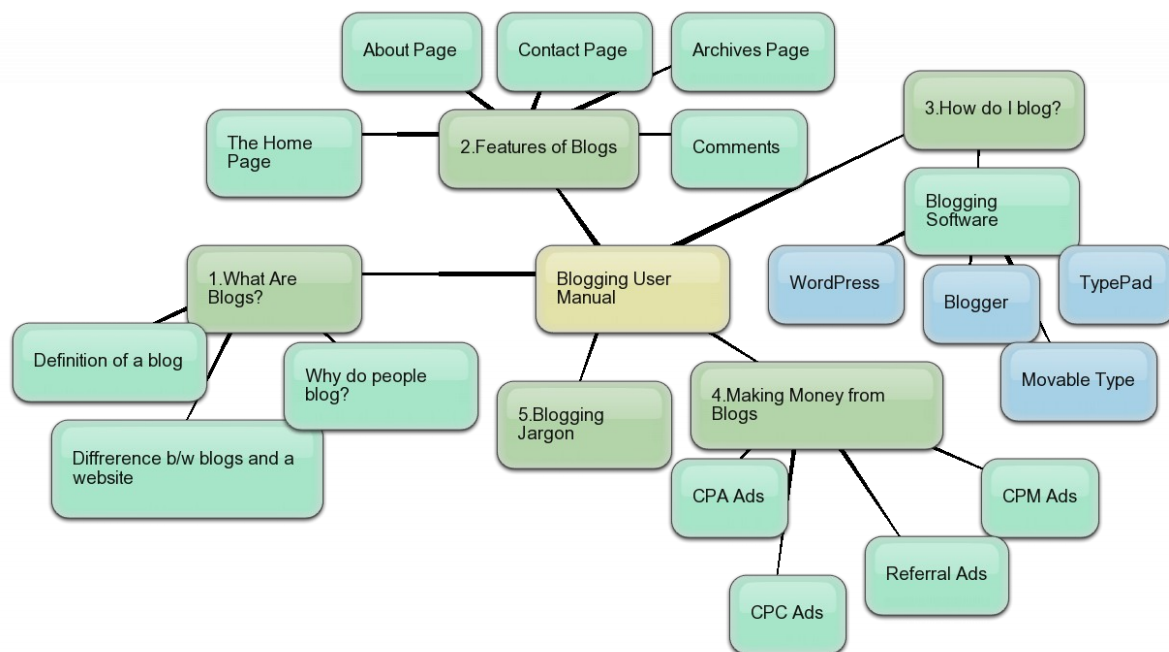 About Page
Contact Page
Archives Page
3.How do I blog?
The Home
Page
2.Features of Blogs
Comments
Blogging
Software
1.What Are
Blogs?
Blogging User
Manual
WordPress
Blogger
TypePad
Definition of a blog
Why do people
blog?
Movable Type
5.Blogging
Jargon
4.Making Money from
Blogs
Diffrerence b/w blogs and a
website
CPA Ads
CPM Ads
Referral Ads
CPC Ads